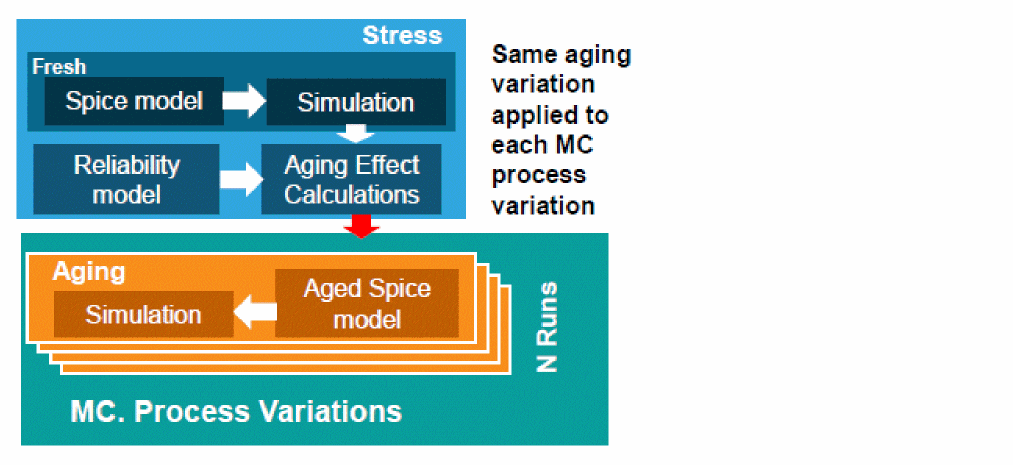 Stress
Fresh
Spice model
Simulation
Reliability
model
Aging Effect
Calculations
Same aging
variation
applied to
each MC
process
variation
Aging
Simulation
Aged Spice
model
N Runs
MC. Process Variations